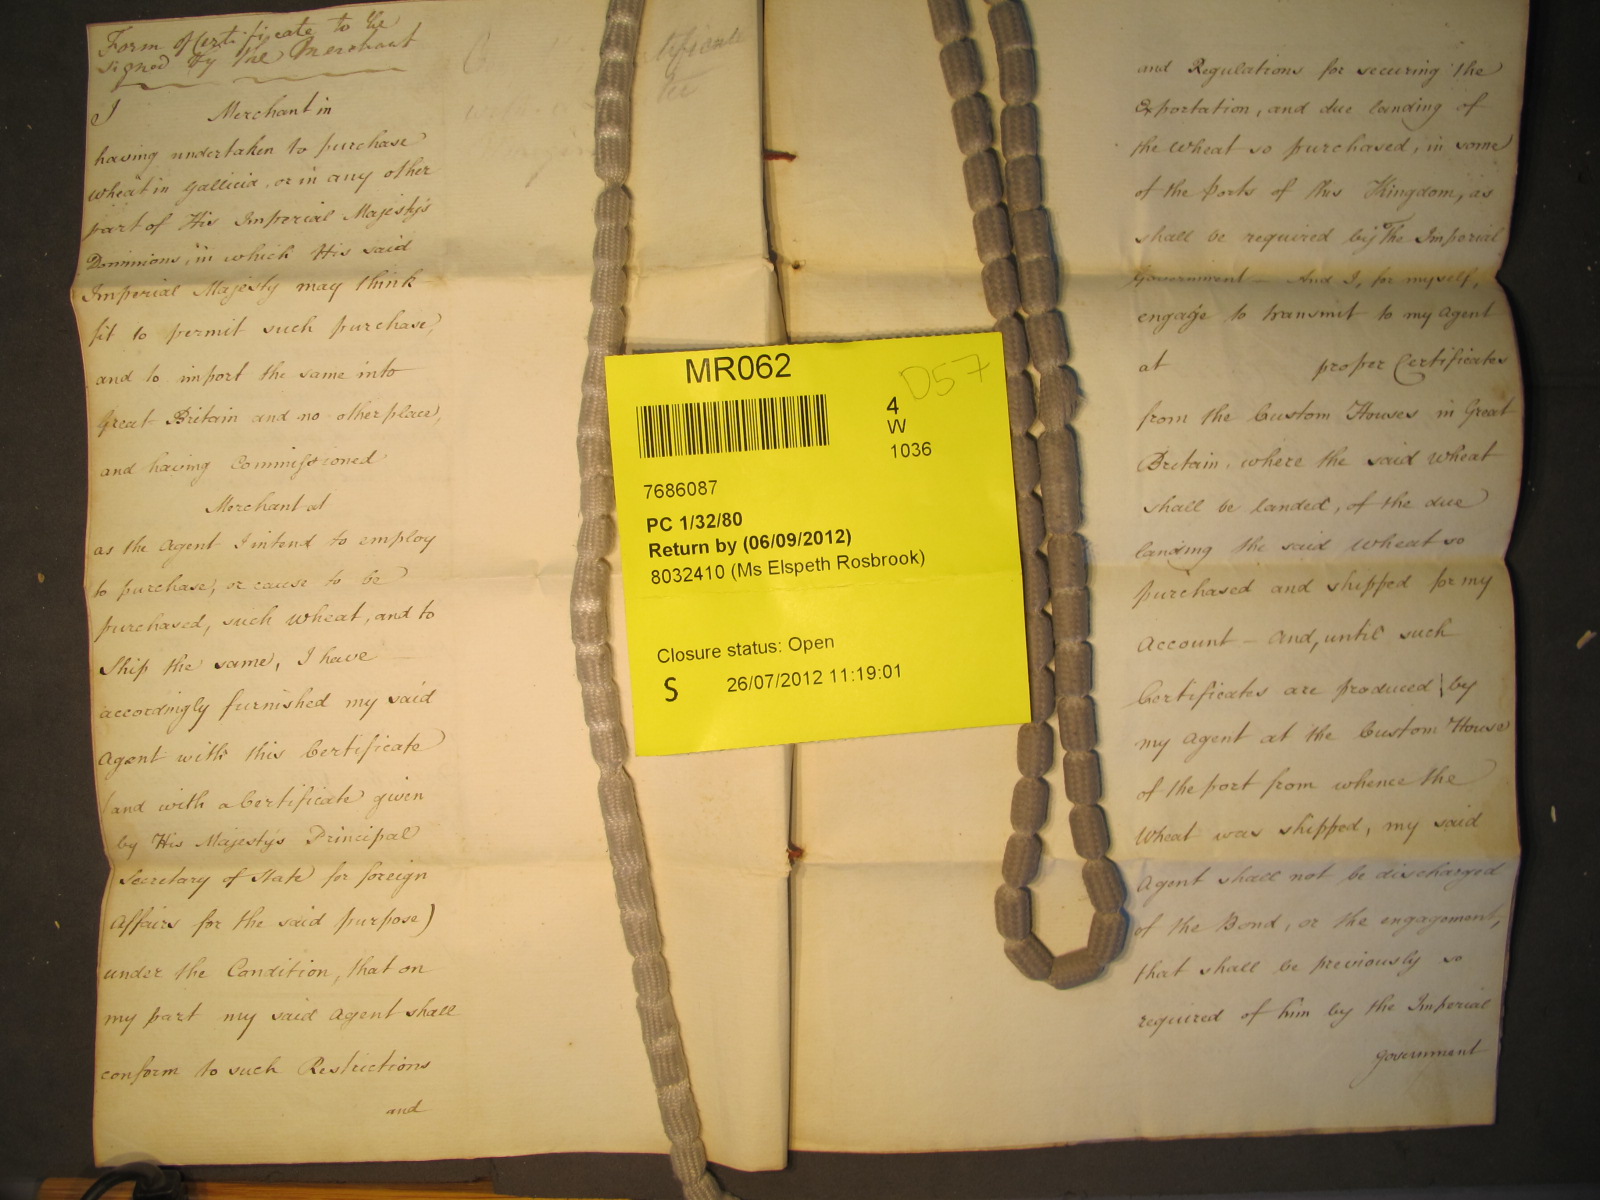 Form of Certificate to be
signed by the Merchant
I Merchant in
having undertaken to purchase
wheat in Gallicia, or in any other
part of His Imperial Majesty's
Dominions, in which His said
Imperial Majesty may think
fit to permit such purchase,
and to import the same into
Great Britain and no other place,
and having Commissioned
Merchant at
as the Agent I intend to employ
to purchase, or cause to be
purchased, such Wheat, and to
Ship the same, I have
accordingly furnished my said
Agent with this Certificate
(and with a Certificate given
by His Majesty's Principal
Secretary of State for foreign
Affairs for the said purpose)
under the Condition, that on
my part my said Agent shall
conform to such Restrictions
and
MR062
D57
4
W
1036
7686087
PC 1/32/80
Return by (06/09/2012)
8032410 (Ms Elspeth Rosbrook)
Closure status: Open
S 26/07/2012 11:19:01
and Regulations for securing the
Exportation, and due landing of
the Wheat so purchased, in some
of the Ports of this Kingdom, as
shall be required by The Imperial
Government — And I, for myself,
engage to transmit to my Agent
at proper Certificates
from the Custom Houses in Great
Britain, where the said Wheat
shall be landed, of the due
landing the said Wheat so
purchased and shipped for my
Account — And, until such
Certificates are produced by
my Agent at the Custom House
of the port from whence the
Wheat was shipped, my said
Agent shall not be discharged
of the Bond, or the engagement,
that shall be previously so
required of him by the Imperial
Government